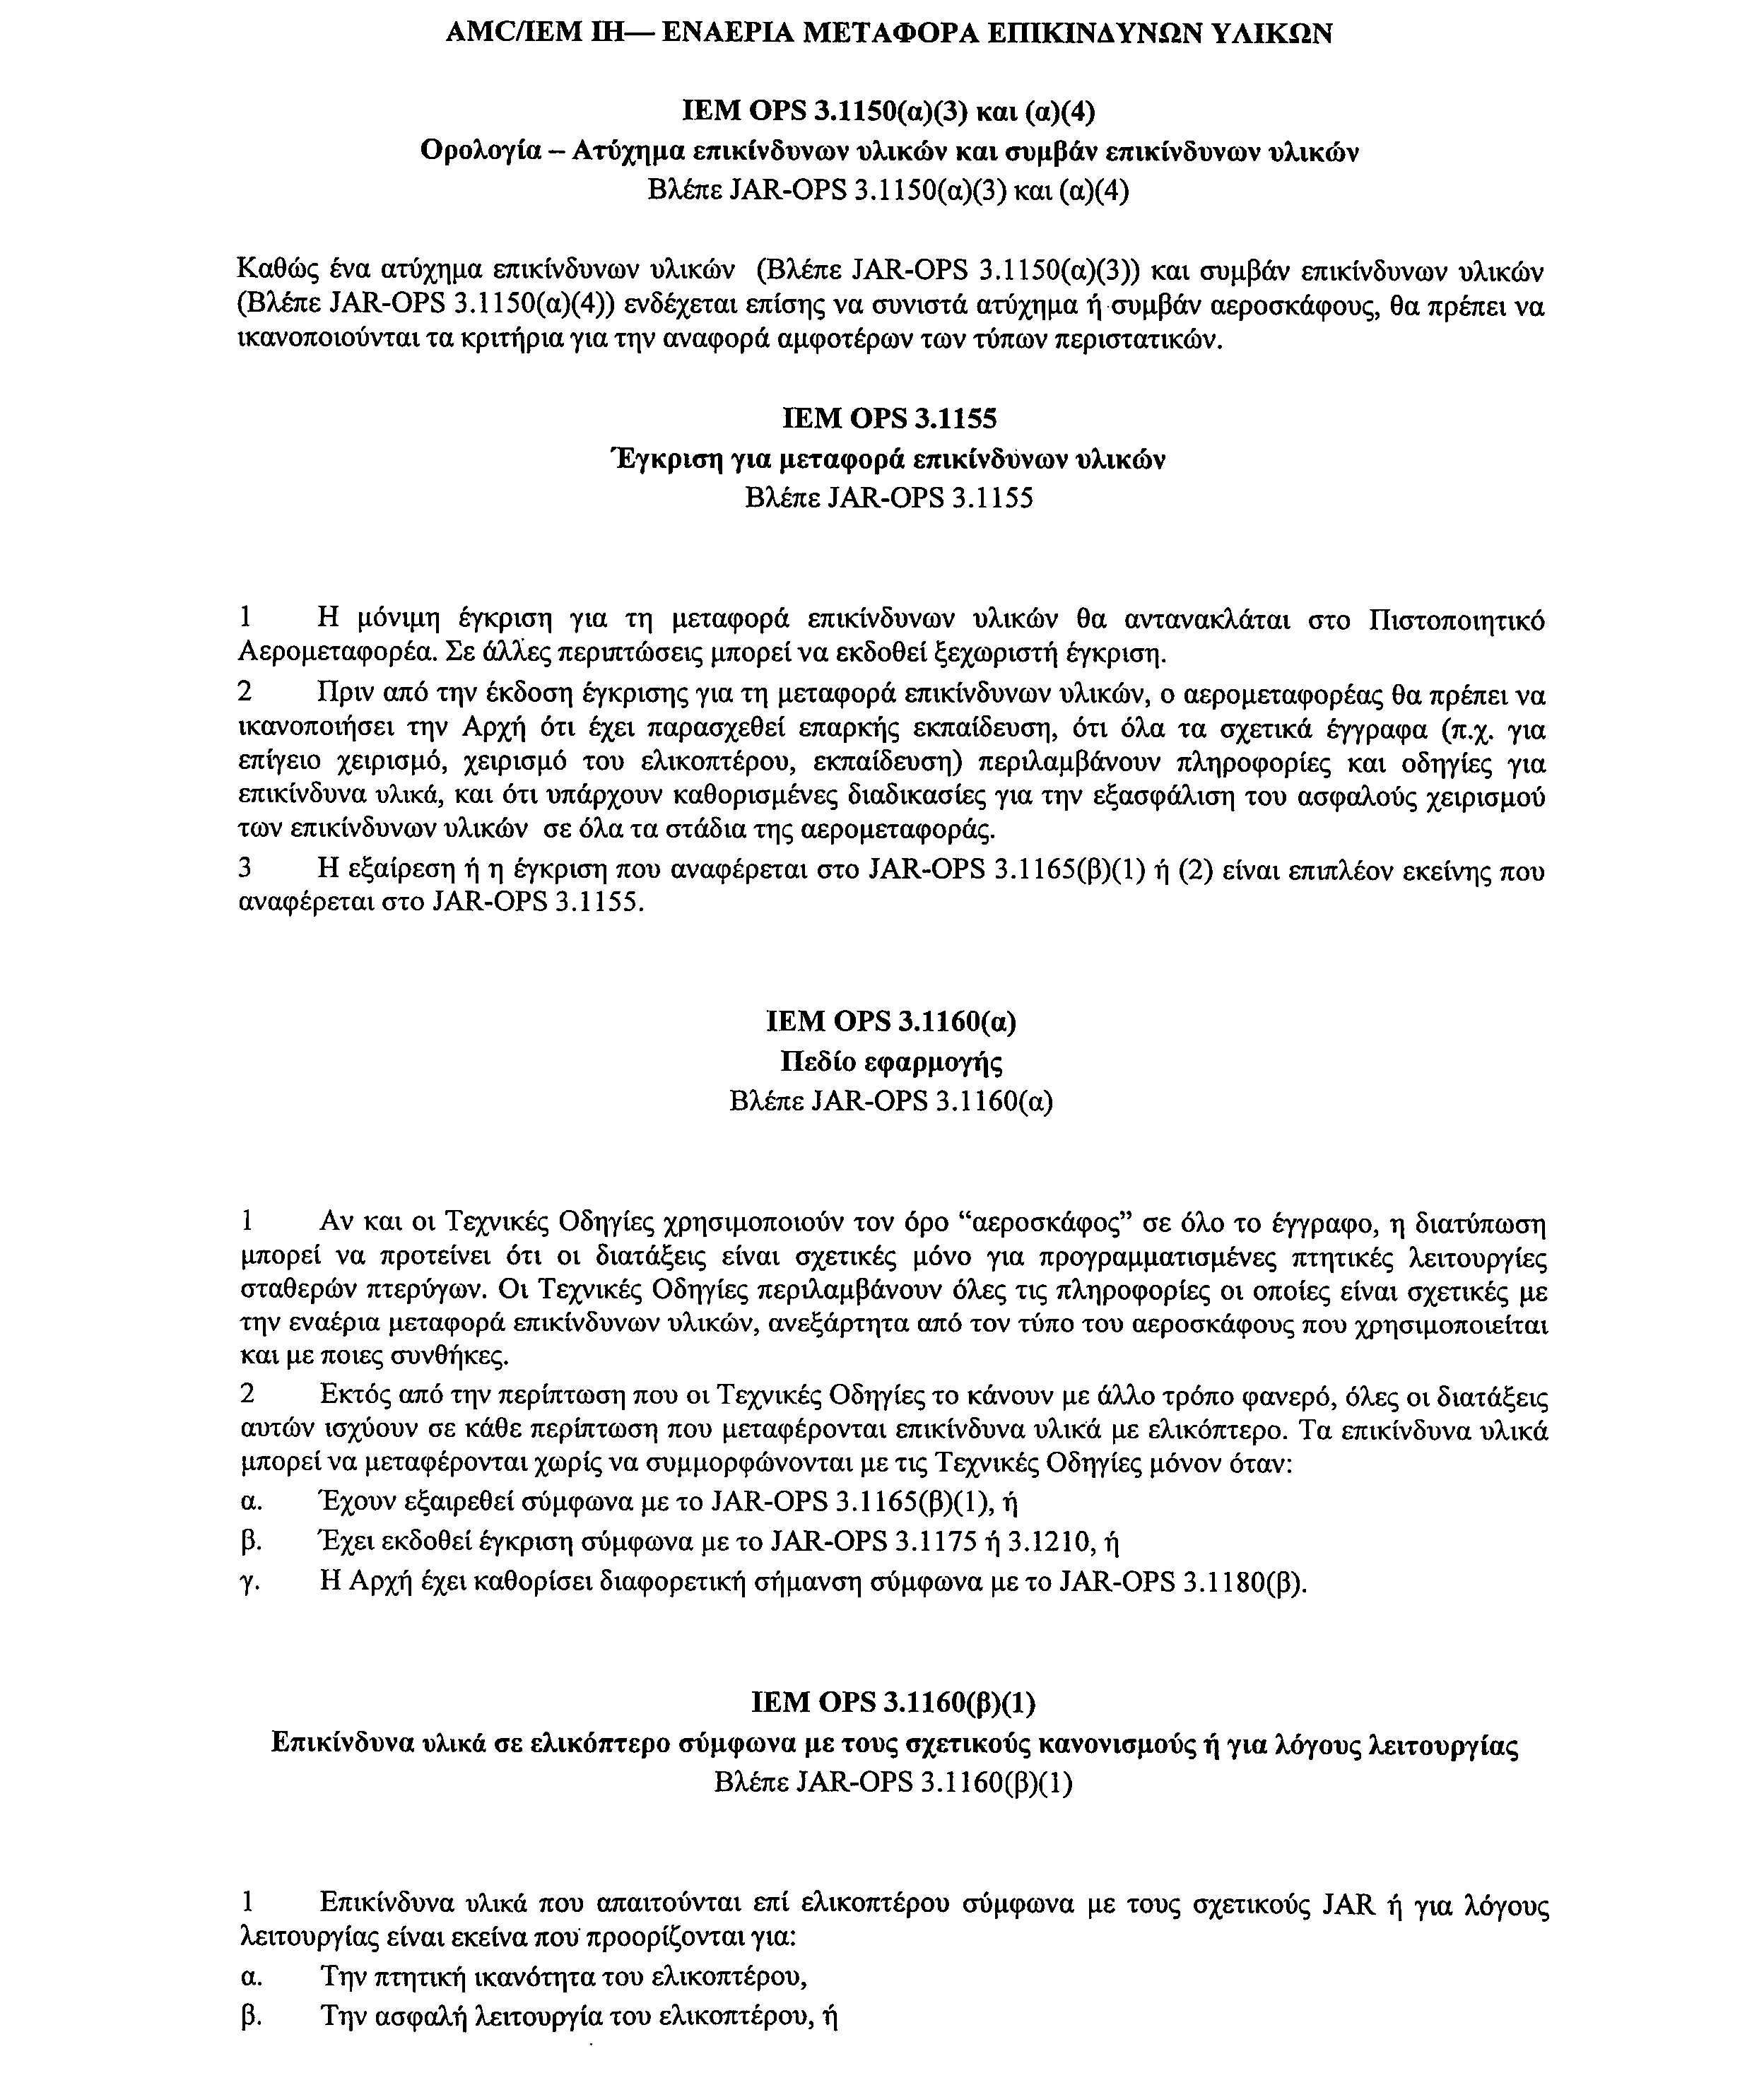 AMC/IEM ΙΗ— ΕΝΑΕΡΙΑ ΜΕΤΑΦΟΡΑ ΕΠΙΚΙΝΔΥΝΩΝ ΥΛΙΚΩΝ
IEM OPS 3.1150(α)(3) και (α)(4)
Ορολογία – Ατύχημα επικίνδυνων υλικών και συμβάν επικίνδυνων υλικών
Βλέπε JAR-OPS 3.1150(α)(3) και (α)(4)
Καθώς ένα ατύχημα επικίνδυνων υλικών (Βλέπε JAR-OPS 3.1150(α)(3)) και συμβάν επικίνδυνων υλικών
(Βλέπε JAR-OPS 3.1150(α)(4)) ενδέχεται επίσης να συνιστά ατύχημα ή συμβάν αεροσκάφους, θα πρέπει να
ικανοποιούνται τα κριτήρια για την αναφορά αμφοτέρων των τύπων περιστατικών.
IEM OPS 3.1155
Έγκριση για μεταφορά επικίνδυνων υλικών
Βλέπε JAR-OPS 3.1155
1 Η μόνιμη έγκριση για τη μεταφορά επικίνδυνων υλικών θα αντανακλάται στο Πιστοποιητικό
Αερομεταφορέα. Σε άλλες περιπτώσεις μπορεί να εκδοθεί ξεχωριστή έγκριση.
2 Πριν από την έκδοση έγκρισης για τη μεταφορά επικίνδυνων υλικών, ο αερομεταφορέας θα πρέπει να
ικανοποιήσει την Αρχή ότι έχει παρασχεθεί επαρκής εκπαίδευση, ότι όλα τα σχετικά έγγραφα (π.χ. για
επίγειο χειρισμό, χειρισμό του ελικοπτέρου, εκπαίδευση) περιλαμβάνουν πληροφορίες και οδηγίες για
επικίνδυνα υλικά, και ότι υπάρχουν καθορισμένες διαδικασίες για την εξασφάλιση του ασφαλούς χειρισμού
των επικίνδυνων υλικών σε όλα τα στάδια της αερομεταφοράς.
3 Η εξαίρεση ή η έγκριση που αναφέρεται στο JAR-OPS 3.1165(β)(1) ή (2) είναι επιπλέον εκείνης που
αναφέρεται στο JAR-OPS 3.1155.
IEM OPS 3.1160(α)
Πεδίο εφαρμογής
Βλέπε JAR-OPS 3.1160(α)
1 Αν και οι Τεχνικές Οδηγίες χρησιμοποιούν τον όρο “αεροσκάφος” σε όλο το έγγραφο, η διατύπωση
μπορεί να προτείνει ότι οι διατάξεις είναι σχετικές μόνο για προγραμματισμένες πτητικές λειτουργίες
σταθερών πτερύγων. Οι Τεχνικές Οδηγίες περιλαμβάνουν όλες τις πληροφορίες οι οποίες είναι σχετικές με
την εναέρια μεταφορά επικίνδυνων υλικών, ανεξάρτητα από τον τύπο του αεροσκάφους που χρησιμοποιείται
και με ποιες συνθήκες.
2 Εκτός από την περίπτωση που οι Τεχνικές Οδηγίες το κάνουν με άλλο τρόπο φανερό, όλες οι διατάξεις
αυτών ισχύουν σε κάθε περίπτωση που μεταφέρονται επικίνδυνα υλικά με ελικόπτερο. Τα επικίνδυνα υλικά
μπορεί να μεταφέρονται χωρίς να συμμορφώνονται με τις Τεχνικές Οδηγίες μόνον όταν:
α. Έχουν εξαιρεθεί σύμφωνα με το JAR-OPS 3.1165(β)(1), ή
β. Έχει εκδοθεί έγκριση σύμφωνα με το JAR-OPS 3.1175 ή 3.1210, ή
γ. Η Αρχή έχει καθορίσει διαφορετική σήμανση σύμφωνα με το JAR-OPS 3.1180(β).
IEM OPS 3.1160(β)(1)
Επικίνδυνα υλικά σε ελικόπτερο σύμφωνα με τους σχετικούς κανονισμούς ή για λόγους λειτουργίας
Βλέπε JAR-OPS 3.1160(β)(1)
1 Επικίνδυνα υλικά που απαιτούνται επί ελικοπτέρου σύμφωνα με τους σχετικούς JAR ή για λόγους
λειτουργίας είναι εκείνα που προορίζονται για:
α. Την πτητική ικανότητα του ελικοπτέρου,
β. Την ασφαλή λειτουργία του ελικοπτέρου, ή